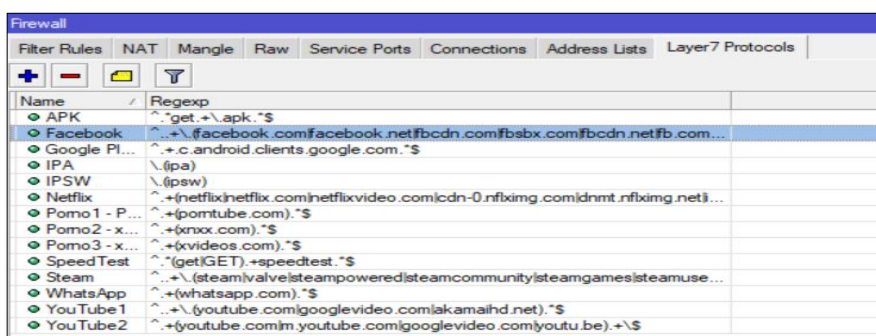 Firewall
Filter Rules NAT Mangle Raw Service Ports Connections Address Lists Layer7 Protocols
Name Regexp
APK ^.*get.+\.apk.*$
Facebook ^..+\.(facebook.com|facebook.net|fbcdn.com|fbsbx.com|fbcdn.net|fb.com...
Google Pl... ^.+.c.android.clients.google.com.*$
IPA \.(ipa)
IPSW \.(ipsw)
Netflix ^.+(netflix|netflix.com|netflixvideo.com|cdn-0.nflximg.com|dnmt.nflximg.net|i...
Porno1 - P... ^.+(porntube.com).*$
Porno2 - x... ^.+(xnxx.com).*$
Porno3 - x... ^.+(xvideos.com).*$
SpeedTest ^.*(get|GET).+speedtest.*$
Steam ^..+\.(steam|valve|steampowered|steamcommunity|steamgames|steamuse...
WhatsApp ^.+(whatsapp.com).*$
YouTube1 ^..+\.(youtube.com|googlevideo.com|akamaihd.net).*$
YouTube2 ^.+(youtube.com|m.youtube.com|googlevideo.com|youtu.be).+\$